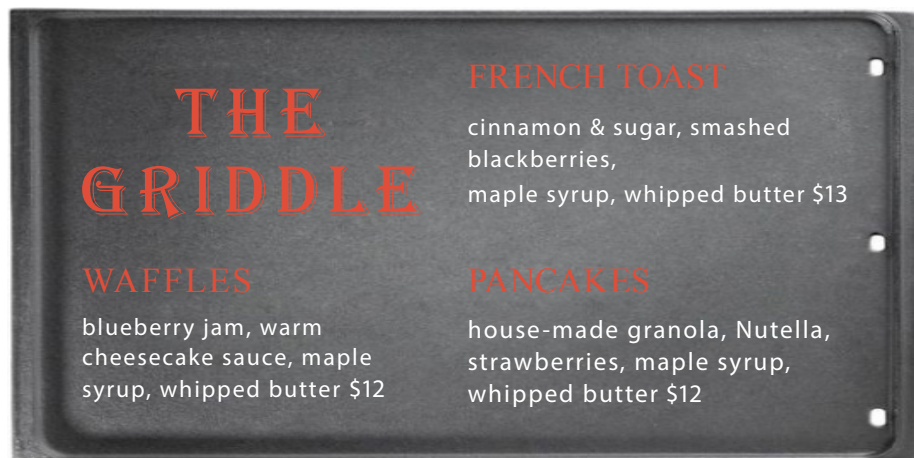 THE
GRIDDLE
FRENCH TOAST
cinnamon & sugar, smashed
blackberries,
maple syrup, whipped butter $13
WAFFLES
blueberry jam, warm
cheesecake sauce, maple
syrup, whipped butter $12
PANCAKES
house-made granola, Nutella,
strawberries, maple syrup,
whipped butter $12